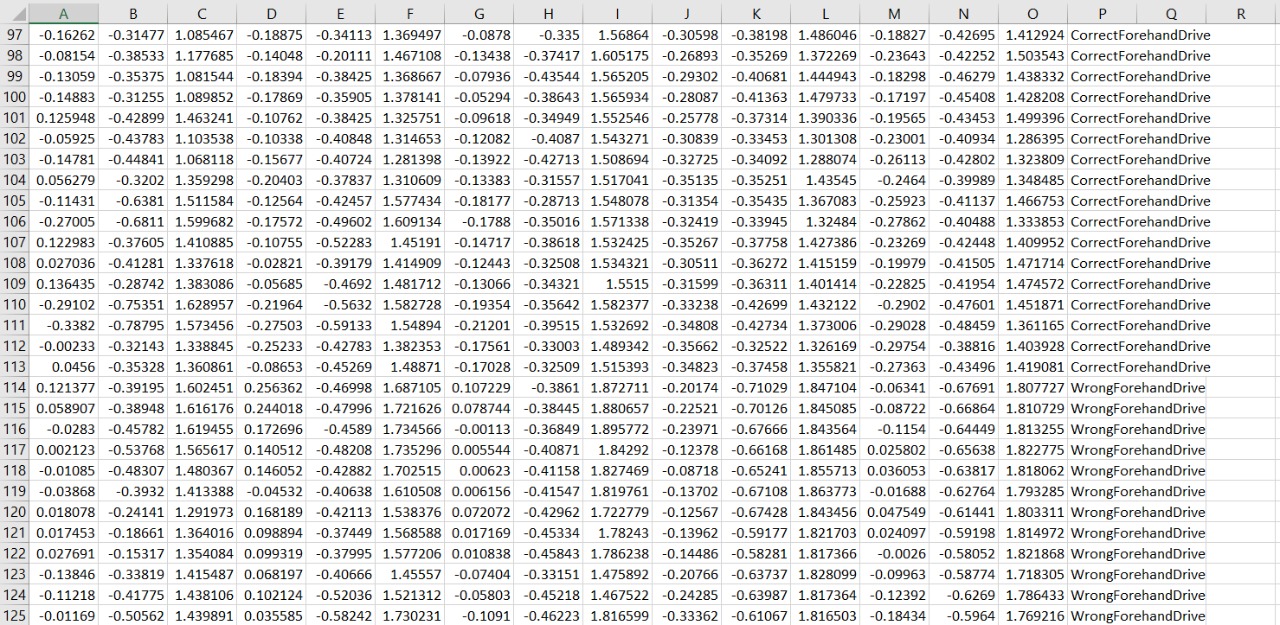 A B C D E F G H I J K L M N O P Q R
97 -0.16262 -0.31477 1.085467 -0.18875 -0.34113 1.369497 -0.0878 -0.335 1.56864 -0.30598 -0.38198 1.486046 -0.18827 -0.42695 1.412924 CorrectForehandDrive
98 -0.08154 -0.38533 1.177685 -0.14048 -0.20111 1.467108 -0.13438 -0.37417 1.605175 -0.26893 -0.35269 1.372269 -0.23643 -0.42252 1.503543 CorrectForehandDrive
99 -0.13059 -0.35375 1.081544 -0.18394 -0.38425 1.368667 -0.07936 -0.43544 1.565205 -0.29302 -0.40681 1.444943 -0.18298 -0.46279 1.438332 CorrectForehandDrive
100 -0.14883 -0.31255 1.089852 -0.17869 -0.35905 1.378141 -0.05294 -0.38643 1.565934 -0.28087 -0.41363 1.479733 -0.17197 -0.45408 1.428208 CorrectForehandDrive
101 0.125948 -0.42899 1.463241 -0.10762 -0.38425 1.325751 -0.09618 -0.34949 1.552546 -0.25778 -0.37314 1.390336 -0.19565 -0.43453 1.499396 CorrectForehandDrive
102 -0.05925 -0.43783 1.103538 -0.10338 -0.40848 1.314653 -0.12082 -0.4087 1.543271 -0.30839 -0.33453 1.301308 -0.23001 -0.40934 1.286395 CorrectForehandDrive
103 -0.14781 -0.44841 1.068118 -0.15677 -0.40724 1.281398 -0.13922 -0.42713 1.508694 -0.32725 -0.34092 1.288074 -0.26113 -0.42802 1.323809 CorrectForehandDrive
104 0.056279 -0.3202 1.359298 -0.20403 -0.37837 1.310609 -0.13383 -0.31557 1.517041 -0.35135 -0.35251 1.43545 -0.2464 -0.39989 1.348485 CorrectForehandDrive
105 -0.11431 -0.6381 1.511584 -0.12564 -0.42457 1.577434 -0.18177 -0.28713 1.548078 -0.31354 -0.35435 1.367083 -0.25923 -0.41137 1.466753 CorrectForehandDrive
106 -0.27005 -0.6811 1.599682 -0.17572 -0.49602 1.609134 -0.1788 -0.35016 1.571338 -0.32419 -0.33945 1.32484 -0.27862 -0.40488 1.333853 CorrectForehandDrive
107 0.122983 -0.37605 1.410885 -0.10755 -0.52283 1.45191 -0.14717 -0.38618 1.532425 -0.35267 -0.37758 1.427386 -0.23269 -0.42448 1.409952 CorrectForehandDrive
108 0.027036 -0.41281 1.337618 -0.02821 -0.39179 1.414909 -0.12443 -0.32508 1.534321 -0.30511 -0.36272 1.415159 -0.19979 -0.41505 1.471714 CorrectForehandDrive
109 0.136435 -0.28742 1.383086 -0.05685 -0.4692 1.481712 -0.13066 -0.34321 1.5515 -0.31599 -0.36311 1.401414 -0.22825 -0.41954 1.474572 CorrectForehandDrive
110 -0.29102 -0.75351 1.628957 -0.21964 -0.5632 1.582728 -0.19354 -0.35642 1.582377 -0.33238 -0.42699 1.432122 -0.2902 -0.47601 1.451871 CorrectForehandDrive
111 -0.3382 -0.78795 1.573456 -0.27503 -0.59133 1.54894 -0.21201 -0.39515 1.532692 -0.34808 -0.42734 1.373006 -0.29028 -0.48459 1.361165 CorrectForehandDrive
112 -0.00233 -0.32143 1.338845 -0.25233 -0.42783 1.382353 -0.17561 -0.33003 1.489342 -0.35662 -0.32522 1.326169 -0.29754 -0.38816 1.403928 CorrectForehandDrive
113 0.0456 -0.35328 1.360861 -0.08653 -0.45269 1.48871 -0.17028 -0.32509 1.515393 -0.34823 -0.37458 1.355821 -0.27363 -0.43496 1.419081 CorrectForehandDrive
114 0.121377 -0.39195 1.602451 0.256362 -0.46998 1.687105 0.107229 -0.3861 1.872711 -0.20174 -0.71029 1.847104 -0.06341 -0.67691 1.807727 WrongForehandDrive
115 0.058907 -0.38948 1.616176 0.244018 -0.47996 1.721626 0.078744 -0.38445 1.880657 -0.22521 -0.70126 1.845085 -0.08722 -0.66864 1.810729 WrongForehandDrive
116 -0.0283 -0.45782 1.619455 0.172696 -0.4589 1.734566 -0.00113 -0.36849 1.895772 -0.23971 -0.67666 1.843564 -0.1154 -0.64449 1.813255 WrongForehandDrive
117 0.002123 -0.53768 1.565617 0.140512 -0.48208 1.735296 0.005544 -0.40871 1.84292 -0.12378 -0.66168 1.861485 0.025802 -0.65638 1.822775 WrongForehandDrive
118 -0.01085 -0.48307 1.480367 0.146052 -0.42882 1.702515 0.00623 -0.41158 1.827469 -0.08718 -0.65241 1.855713 0.036053 -0.63817 1.818062 WrongForehandDrive
119 -0.03868 -0.3932 1.413388 -0.04532 -0.40638 1.610508 0.006156 -0.41547 1.819761 -0.13702 -0.67108 1.863773 -0.01688 -0.62764 1.793285 WrongForehandDrive
120 0.018078 -0.24141 1.291973 0.168189 -0.42113 1.538376 0.072072 -0.42962 1.722779 -0.12567 -0.67428 1.843456 0.047549 -0.61441 1.803311 WrongForehandDrive
121 0.017453 -0.18661 1.364016 0.098894 -0.37449 1.568588 0.017169 -0.45334 1.78243 -0.13962 -0.59177 1.821703 0.024097 -0.59198 1.814972 WrongForehandDrive
122 0.027691 -0.15317 1.354084 0.099319 -0.37995 1.577206 0.010838 -0.45843 1.786238 -0.14486 -0.58281 1.817366 -0.0026 -0.58052 1.821868 WrongForehandDrive
123 -0.13846 -0.33819 1.415487 0.068197 -0.40666 1.45557 -0.07404 -0.33151 1.475892 -0.20766 -0.63737 1.828099 -0.09963 -0.58774 1.718305 WrongForehandDrive
124 -0.11218 -0.41775 1.438106 0.102124 -0.52036 1.521312 -0.05803 -0.45218 1.467522 -0.24285 -0.63987 1.817364 -0.12392 -0.6269 1.786433 WrongForehandDrive
125 -0.01169 -0.50562 1.439891 0.035585 -0.58242 1.730231 -0.1091 -0.46223 1.816599 -0.33362 -0.61067 1.816503 -0.18434 -0.5964 1.769216 WrongForehandDrive